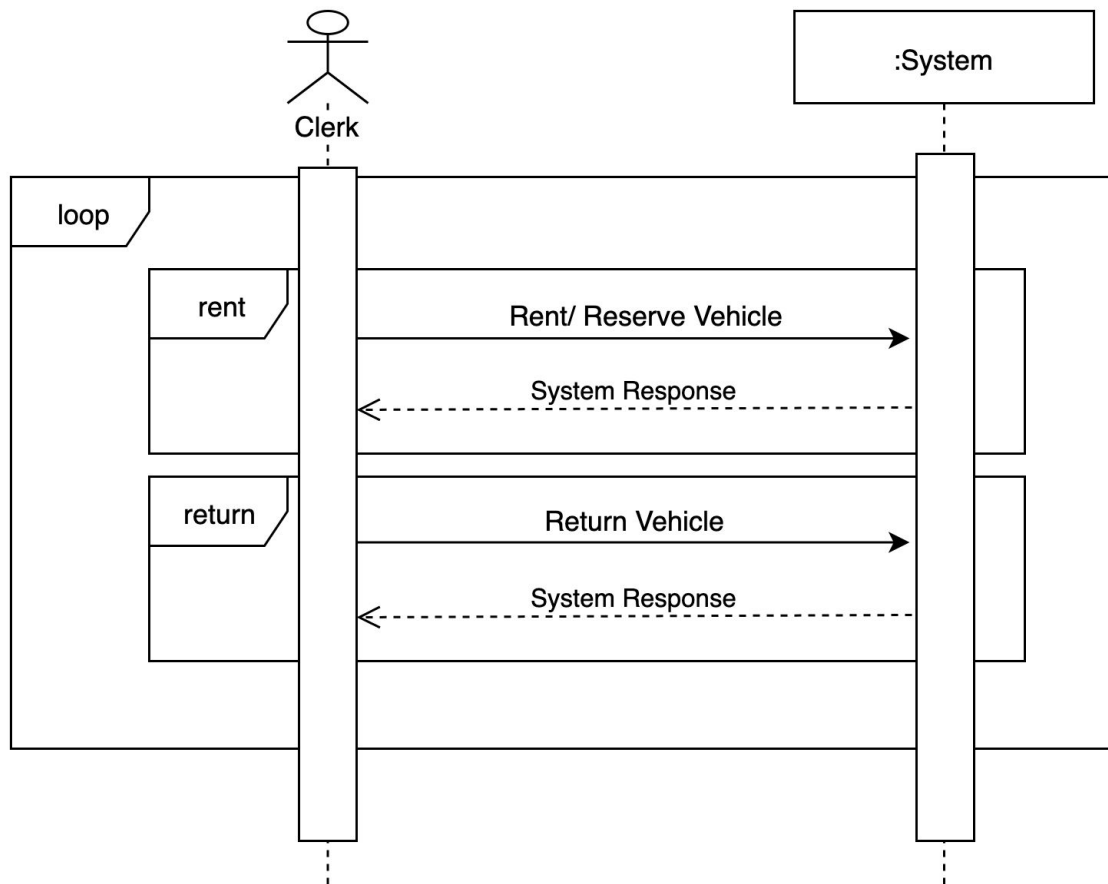 :System
Clerk
loop
rent
Rent/ Reserve Vehicle
System Response
return
Return Vehicle
System Response